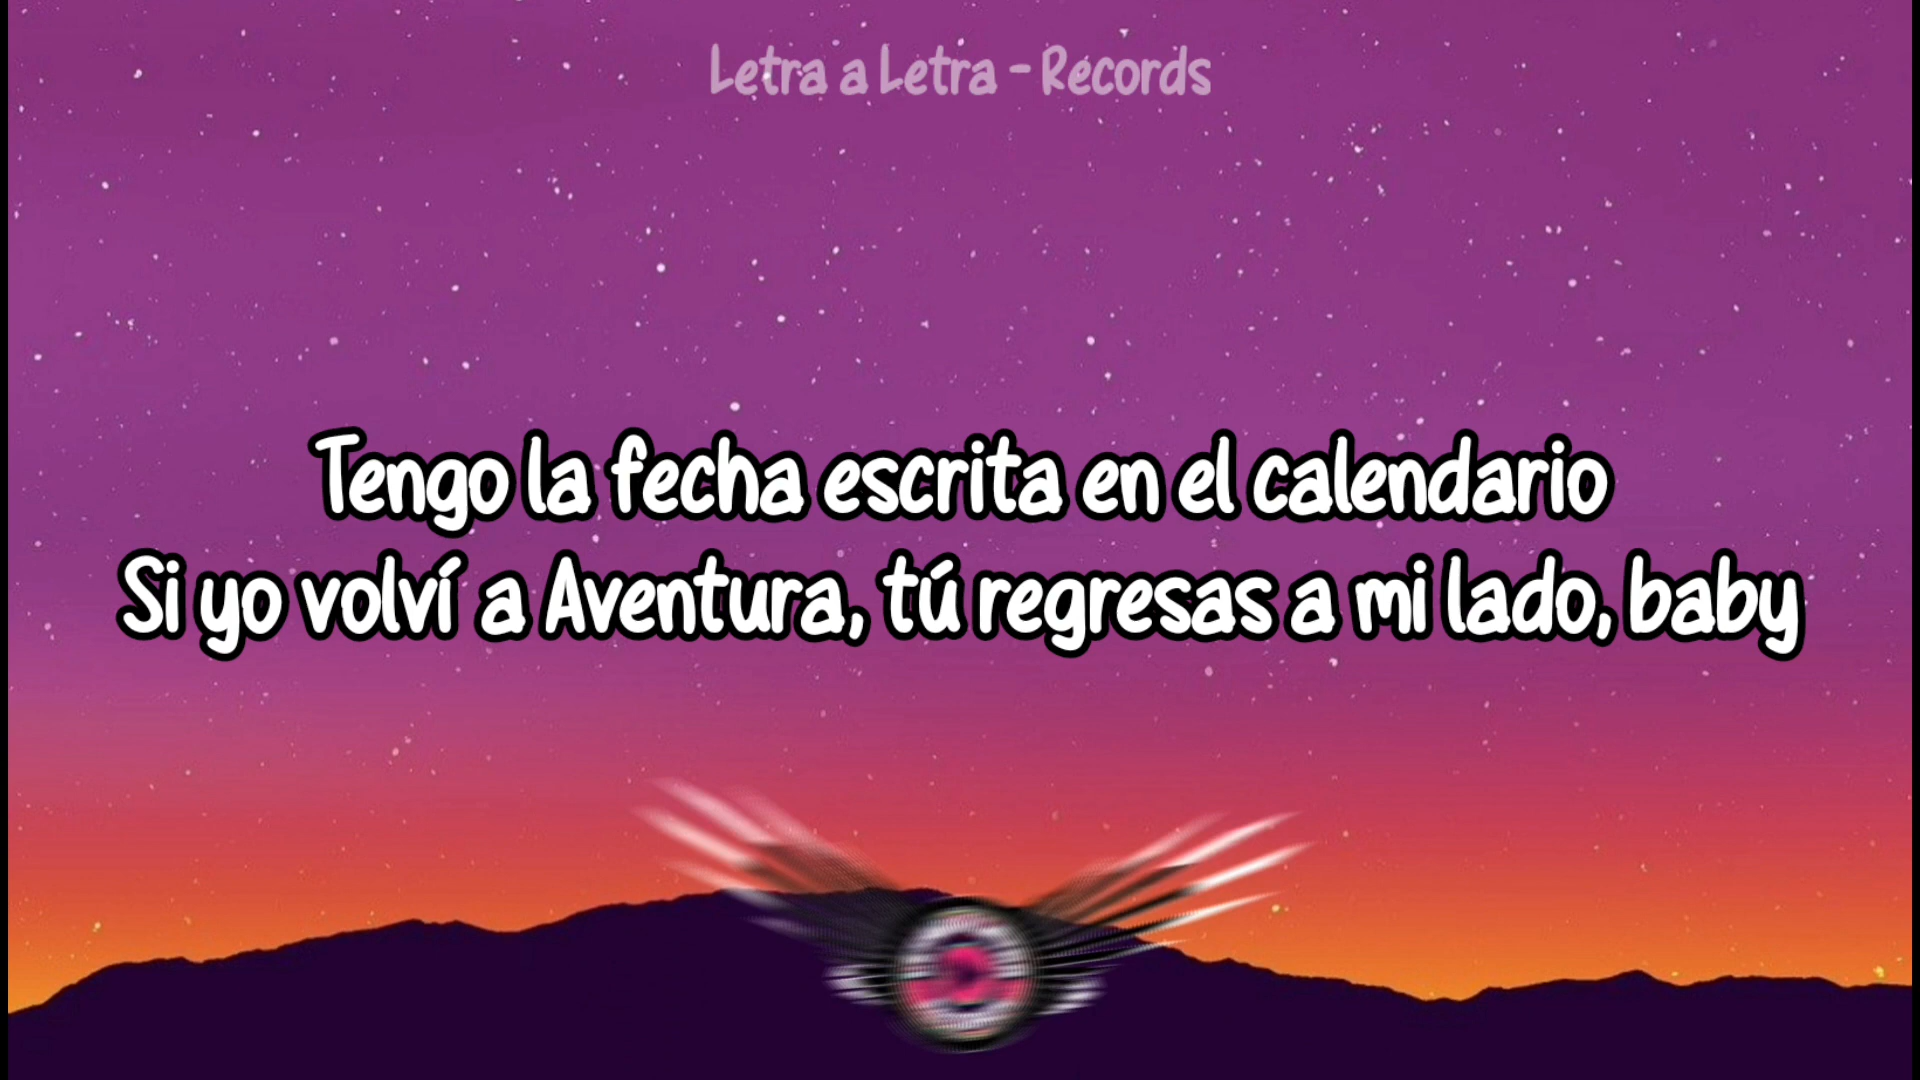 Letra a Letra - Records
Tengo la fecha escrita en el calendario
Si yo volví a Aventura, tú regresas a mi lado, baby